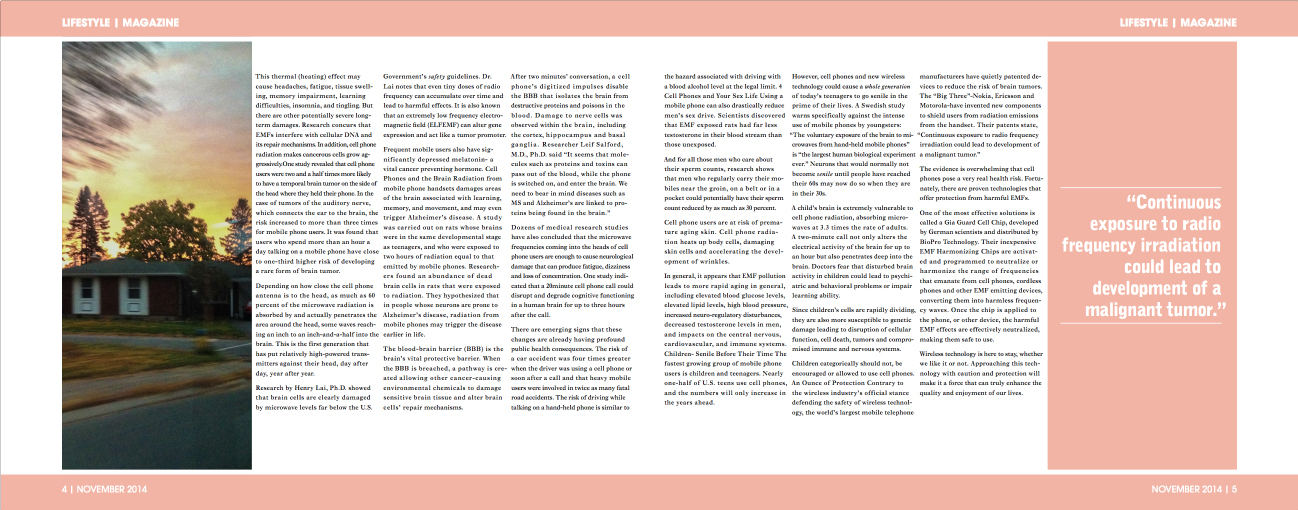 LIFESTYLE | MAGAZINE
LIFESTYLE | MAGAZINE
This thermal (heating) effect may
cause headaches, fatigue, tissue swell-
ing, memory impairment, learning
difficulties, insomnia, and tingling. But
there are other potentially severe long-
term damages. Research concurs that
EMFs interfere with cellular DNA and
its repair mechanisms. In addition, cell phone
radiation makes cancerous cells grow ag-
gressively.One study revealed that cell phone
users were two and a half times more likely
to have a temporal brain tumor on the side of
the head where they held their phone. In the
case of tumors of the auditory nerve,
which connects the ear to the brain, the
risk increased to more than three times
for mobile phone users. It was found that
users who spend more than an hour a
day talking on a mobile phone have close
to one-third higher risk of developing
a rare form of brain tumor.
Depending on how close the cell phone
antenna is to the head, as much as 60
percent of the microwave radiation is
absorbed by and actually penetrates the
area around the head, some waves reach-
ing an inch to an inch-and-a-half into the
brain. This is the first generation that
has put relatively high-powered trans-
mitters against their head, day after
day, year after year.
Research by Henry Lai, Ph.D. showed
that brain cells are clearly damaged
by microwave levels far below the U.S.
Government's safety guidelines. Dr.
Lai notes that even tiny doses of radio
frequency can accumulate over time and
lead to harmful effects. It is also known
that an extremely low frequency electro-
magnetic field (ELFEMF) can alter gene
expression and act like a tumor promoter.
Frequent mobile users also have sig-
nificantly depressed melatonin- a
vital cancer preventing hormone. Cell
Phones and the Brain Radiation from
mobile phone handsets damages areas
of the brain associated with learning,
memory, and movement, and may even
trigger Alzheimer's disease. A study
was carried out on rats whose brains
were in the same developmental stage
as teenagers, and who were exposed to
two hours of radiation equal to that
emitted by mobile phones. Research-
ers found an abundance of dead
brain cells in rats that were exposed
to radiation. They hypothesized that
in people whose neurons are prone to
Alzheimer's disease, radiation from
mobile phones may trigger the disease
earlier in life.
The blood-brain barrier (BBB) is the
brain's vital protective barrier. When
the BBB is breached, a pathway is cre-
ated allowing other cancer-causing
environmental chemicals to damage
sensitive brain tissue and alter brain
cells' repair mechanisms.
After two minutes' conversation, a cell
phone's digitized impulses disable
the BBB that isolates the brain from
destructive proteins and poisons in the
blood. Damage to nerve cells was
observed within the brain, including
the cortex, hippocampus and basal
ganglia. Researcher Leif Salford,
M.D., Ph.D. said "It seems that mole-
cules such as proteins and toxins can
pass out of the blood, while the phone
is switched on, and enter the brain. We
need to bear in mind diseases such as
MS and Alzheimer's are linked to pro-
teins being found in the brain."
Dozens of medical research studies
have also concluded that the microwave
frequencies coming into the heads of cell
phone users are enough to cause neurological
damage that can produce fatigue, dizziness
and loss of concentration. One study indi-
cated that a 20minute cell phone call could
disrupt and degrade cognitive functioning
in a human brain for up to three hours
after the call.
There are emerging signs that these
changes are already having profound
public health consequences. The risk of
a car accident was four times greater
when the driver was using a cell phone or
soon after a call and that heavy mobile
users were involved in twice as many fatal
road accidents. The risk of driving while
talking on a hand-held phone is similar to
the hazard associated with driving with
a blood alcohol level at the legal limit. 4
Cell Phones and Your Sex Life Using a
mobile phone can also drastically reduce
men's sex drive. Scientists discovered
that EMF exposed rats had far less
testosterone in their blood stream than
those unexposed.
And for all those men who care about
their sperm counts, research shows
that men who regularly carry their mo-
biles near the groin, on a belt or in a
pocket could potentially have their sperm
count reduced by as much as 30 percent.
Cell phone users are at risk of prema-
ture aging skin. Cell phone radia-
tion heats up body cells, damaging
skin cells and accelerating the devel-
opment of wrinkles.
In general, it appears that EMF pollution
leads to more rapid aging in general,
including elevated blood glucose levels,
elevated lipid levels, high blood pressure,
increased neuro-regulatory disturbances,
decreased testosterone levels in men,
and impacts on the central nervous,
cardiovascular, and immune systems.
Children- Senile Before Their Time The
fastest growing group of mobile phone
users is children and teenagers. Nearly
one-half of U.S. teens use cell phones,
and the numbers will only increase in
the years ahead.
However, cell phones and new wireless
technology could cause a whole generation
of today's teenagers to go senile in the
prime of their lives. A Swedish study
warns specifically against the intense
use of mobile phones by youngsters:
"The voluntary exposure of the brain to mi-
crowaves from hand-held mobile phones"
is "the largest human biological experiment
ever." Neurons that would normally not
become senile until people have reached
their 60s may now do so when they are
in their 30s.
A child's brain is extremely vulnerable to
cell phone radiation, absorbing micro-
waves at 3.3 times the rate of adults.
A two-minute call not only alters the
electrical activity of the brain for up to
an hour but also penetrates deep into the
brain. Doctors fear that disturbed brain
activity in children could lead to psychi-
atric and behavioral problems or impair
learning ability.
Since children's cells are rapidly dividing,
they are also more susceptible to genetic
damage leading to disruption of cellular
function, cell death, tumors and compro-
mised immune and nervous systems.
Children categorically should not, be
encouraged or allowed to use cell phones.
An Ounce of Protection Contrary to
the wireless industry's official stance
defending the safety of wireless technol-
ogy, the world's largest mobile telephone
manufacturers have quietly patented de-
vices to reduce the risk of brain tumors.
The "Big Three"-Nokia, Ericsson and
Motorola-have invented new components
to shield users from radiation emissions
from the handset. Their patents state,
"Continuous exposure to radio frequency
irradiation could lead to development of
a malignant tumor."
The evidence is overwhelming that cell
phones pose a very real health risk. Fortu-
nately, there are proven technologies that
offer protection from harmful EMFs.
One of the most effective solutions is
called a Gia Guard Cell Chip, developed
by German scientists and distributed by
BioPro Technology. Their inexpensive
EMF Harmonizing Chips are activat-
ed and programmed to neutralize or
harmonize the range of frequencies
that emanate from cell phones, cordless
phones and other EMF emitting devices,
converting them into harmless frequen-
cy waves. Once the chip is applied to
the phone, or other device, the harmful
EMF effects are effectively neutralized,
making them safe to use.
Wireless technology is here to stay, whether
we like it or not. Approaching this tech-
nology with caution and protection will
make it a force that can truly enhance the
quality and enjoyment of our lives.
"Continuous
exposure to radio
frequency irradiation
could lead to
development of a
malignant tumor."
4 | NOVEMBER 2014
NOVEMBER 2014 | 5